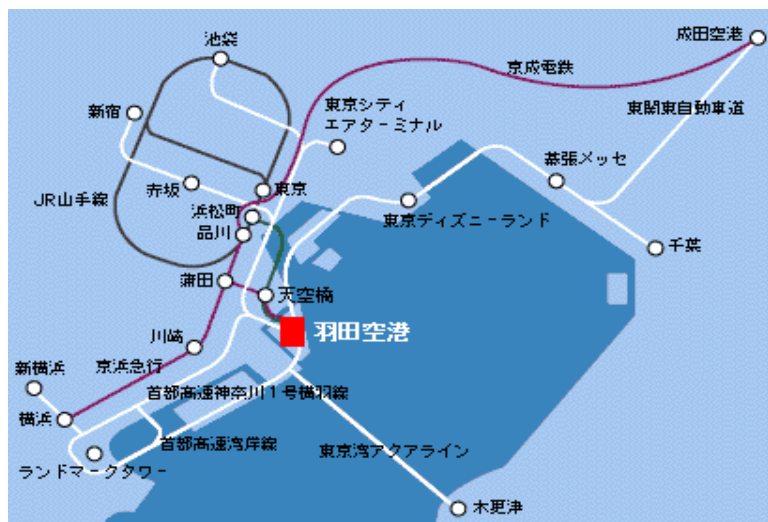 池袋
成田空港
京成電鉄
新宿
東京シティ
エアターミナル
東関東自動車道
幕張メッセ
赤坂
東京
JR山手線
浜松町
東京ディズニーランド
品川
千葉
蒲田
天空橋
羽田空港
川崎
新横浜
京浜急行
首都高速神奈川1号横羽線
横浜
首都高速湾岸線
東京湾アクアライン
ランドマークタワー
木更津